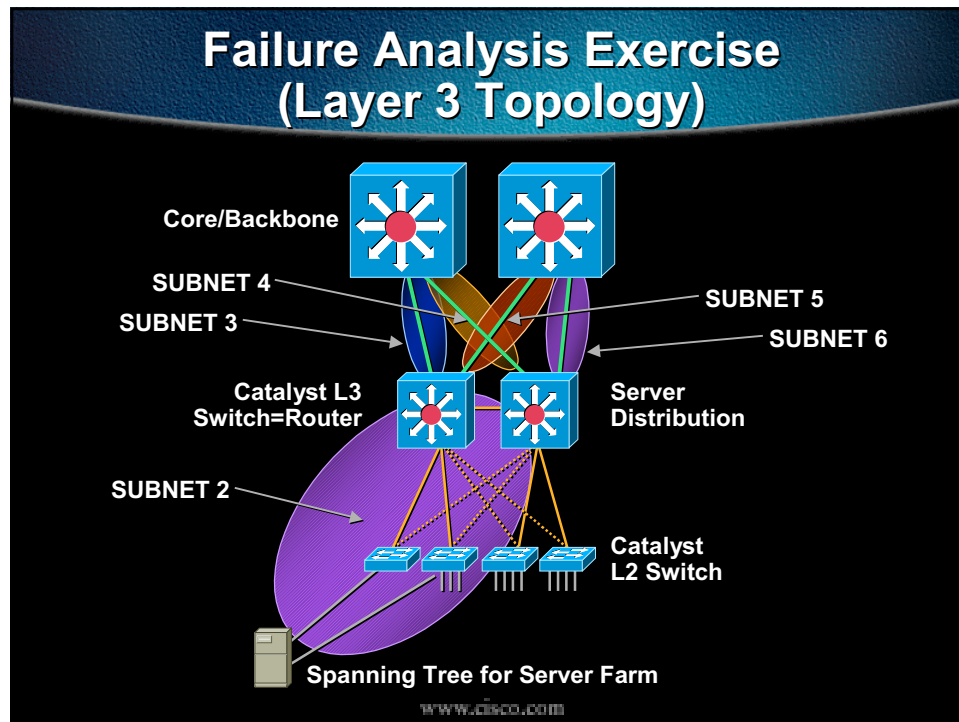 Failure Analysis Exercise
(Layer 3 Topology)
Core/Backbone
SUBNET 4
SUBNET 3
SUBNET 5
SUBNET 6
Catalyst L3
Switch=Router
Server
Distribution
SUBNET 2
Catalyst
L2 Switch
Spanning Tree for Server Farm
www.cisco.com